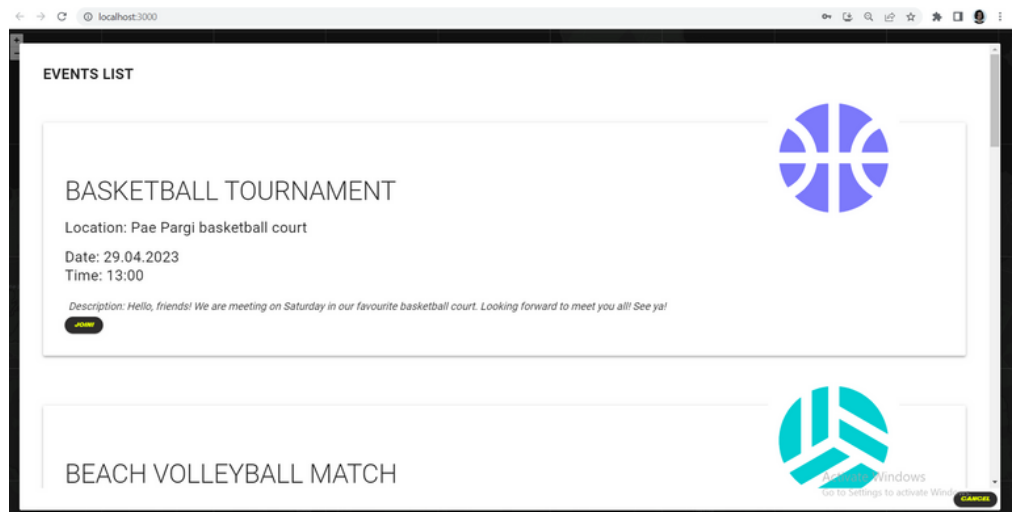 localhost:3000
+
-
EVENTS LIST
BASKETBALL TOURNAMENT
Location: Pae Pargi basketball court
Date: 29.04.2023
Time: 13:00
Description: Hello, friends! We are meeting on Saturday in our favourite basketball court. Looking forward to meet you all! See ya!
JOIN!
BEACH VOLLEYBALL MATCH
Activate Windows
Go to Settings to activate
CANCEL